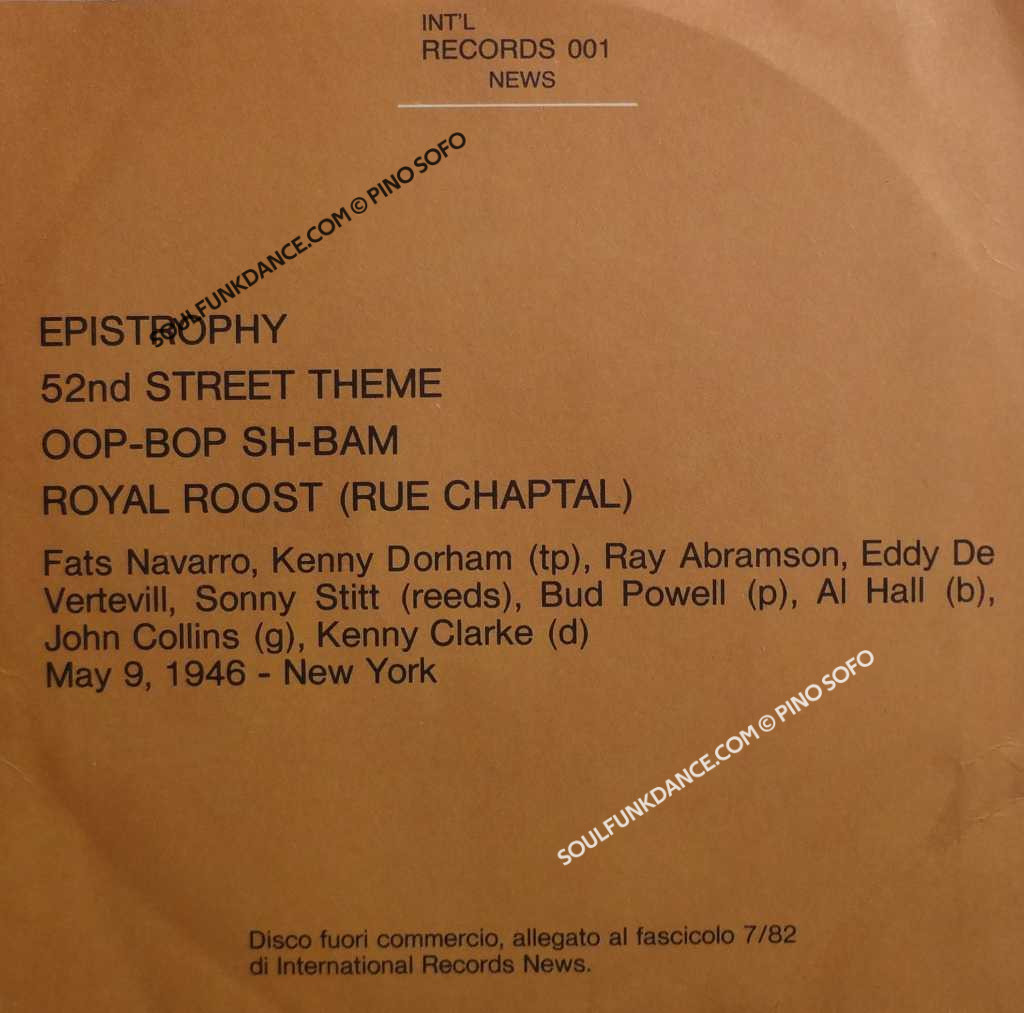 INT'L
RECORDS 001
NEWS
SOULFUNKDANCE.COM © PINO SOFO
EPISTROPHY
52nd STREET THEME
OOP-BOP SH-BAM
ROYAL ROOST (RUE CHAPTAL)
Fats Navarro, Kenny Dorham (tp), Ray Abramson, Eddy De
Vertevill, Sonny Stitt (reeds), Bud Powell (p), Al Hall (b),
John Collins (g), Kenny Clarke (d)
May 9, 1946 - New York
SOULFUNKDANCE.COM © PINO SOFO
Disco fuori commercio, allegato al fascicolo 7/82
di International Records News.